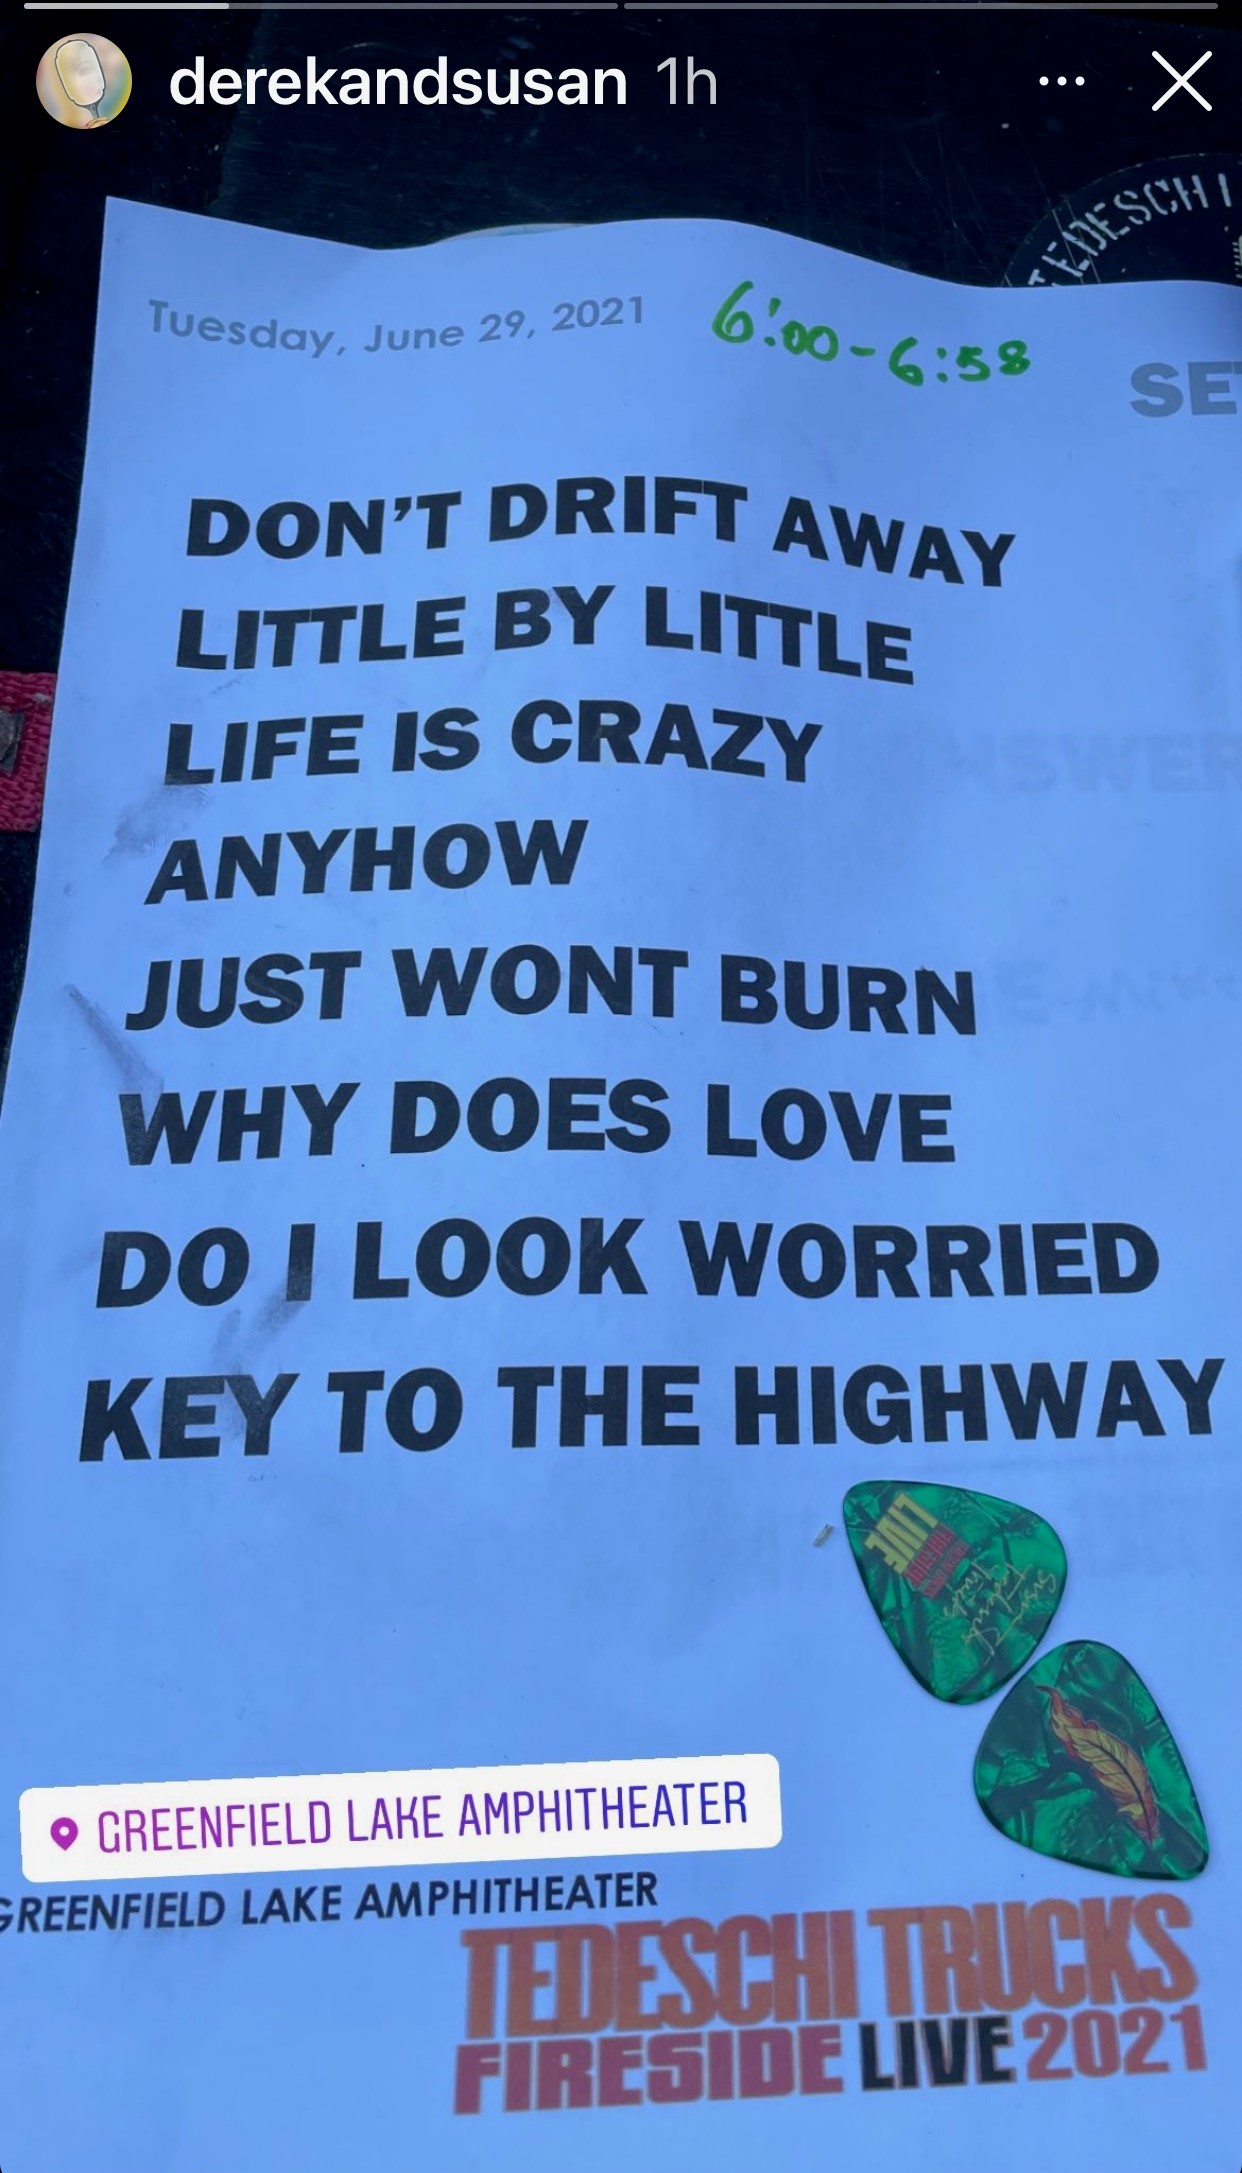 derekandsusan 1h
TEDESCHI
Tuesday, June 29, 2021 6:00-6:58
SET
DON'T DRIFT AWAY
LITTLE BY LITTLE
LIFE IS CRAZY
ANYHOW
JUST WONT BURN
WHY DOES LOVE
DO I LOOK WORRIED
KEY TO THE HIGHWAY
LIVE
GREENFIELD LAKE AMPHITHEATER
GREENFIELD LAKE AMPHITHEATER
TEDESCHI TRUCKS
FIRESIDE LIVE 2021